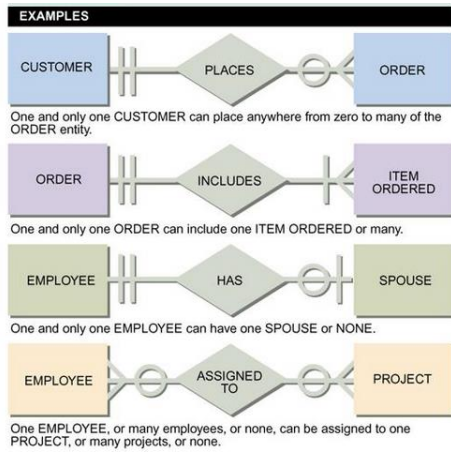 EXAMPLES
CUSTOMER PLACES ORDER
One and only one CUSTOMER can place anywhere from zero to many of the
ORDER entity.
ORDER INCLUDES ITEM
ORDERED
One and only one ORDER can include one ITEM ORDERED or many.
EMPLOYEE HAS SPOUSE
One and only one EMPLOYEE can have one SPOUSE or NONE.
EMPLOYEE ASSIGNED
TO PROJECT
One EMPLOYEE, or many employees, or none, can be assigned to one
PROJECT, or many projects, or none.